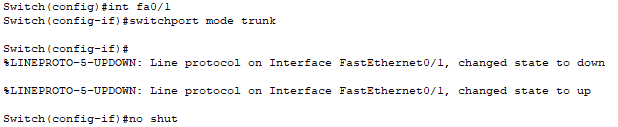 Switch(config)#int fa0/1
Switch(config-if)#switchport mode trunk
Switch(config-if)#
%LINEPROTO-5-UPDOWN: Line protocol on Interface FastEthernet0/1, changed state to down
%LINEPROTO-5-UPDOWN: Line protocol on Interface FastEthernet0/1, changed state to up
Switch(config-if)#no shut